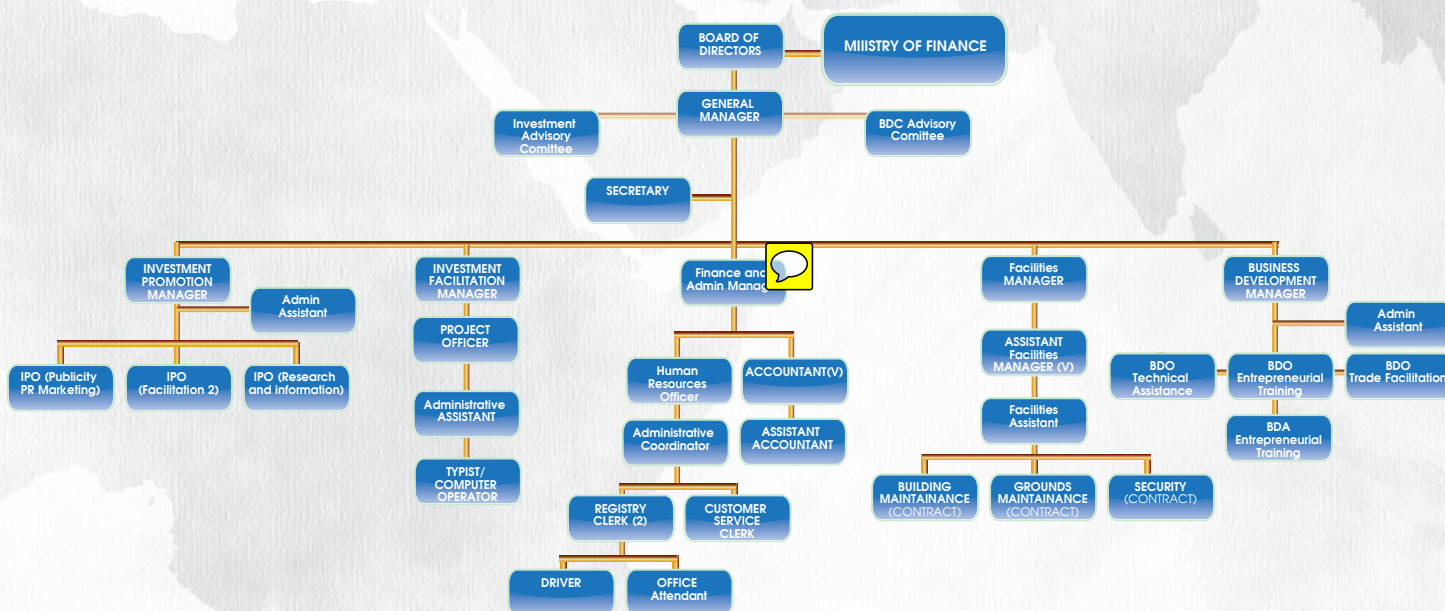 BOARD OF
DIRECTORS
MIIISTRY OF FINANCE
GENERAL
MANAGER
Investment
Advisory
Comittee
BDC Advisory
Comittee
SECRETARY
INVESTMENT
PROMOTION
MANAGER
Admin
Assistant
IPO (Publicity
PR Marketing)
IPO
(Facilitation 2)
IPO (Research
and information)
INVESTMENT
FACILITATION
MANAGER
PROJECT
OFFICER
Administrative
ASSISTANT
TYPIST/
COMPUTER
OPERATOR
Finance and
Admin Manag
Human
Resources
Officer
ACCOUNTANT(V)
Administrative
Coordinator
ASSISTANT
ACCOUNTANT
REGISTRY
CLERK (2)
CUSTOMER
SERVICE
CLERK
DRIVER
OFFICE
Attendant
Facilities
MANAGER
ASSISTANT
Facilities
MANAGER (V)
Facilities
Assistant
BUILDING
MAINTAINANCE
(CONTRACT)
GROUNDS
MAINTAINANCE
(CONTRACT)
SECURITY
(CONTRACT)
BUSINESS
DEVELOPMENT
MANAGER
Admin
Assistant
BDO
Technical
Assistance
BDO
Entrepreneurial
Training
BDO
Trade Facilitation
BDA
Entrepreneurial
Training